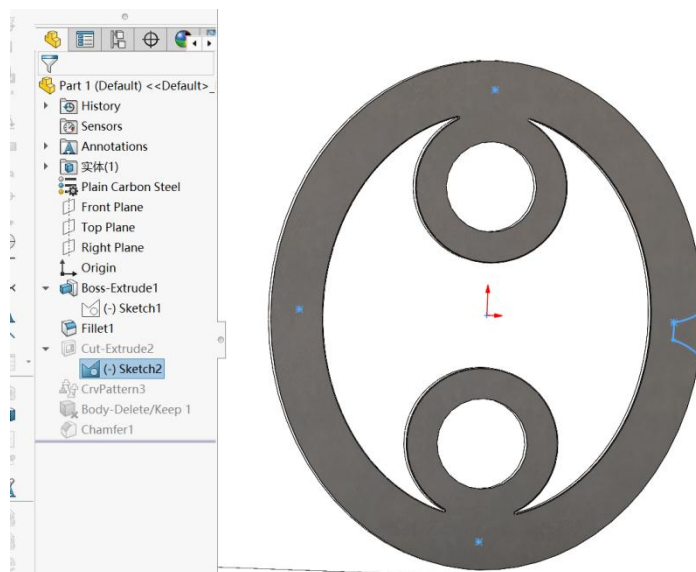 Part 1 (Default) <<Default>_
History
Sensors
Annotations
实体(1)
Plain Carbon Steel
Front Plane
Top Plane
Right Plane
Origin
Boss-Extrude1
(-) Sketch1
Fillet1
Cut-Extrude2
(-) Sketch2
CrvPattern3
Body-Delete/Keep 1
Chamfer1